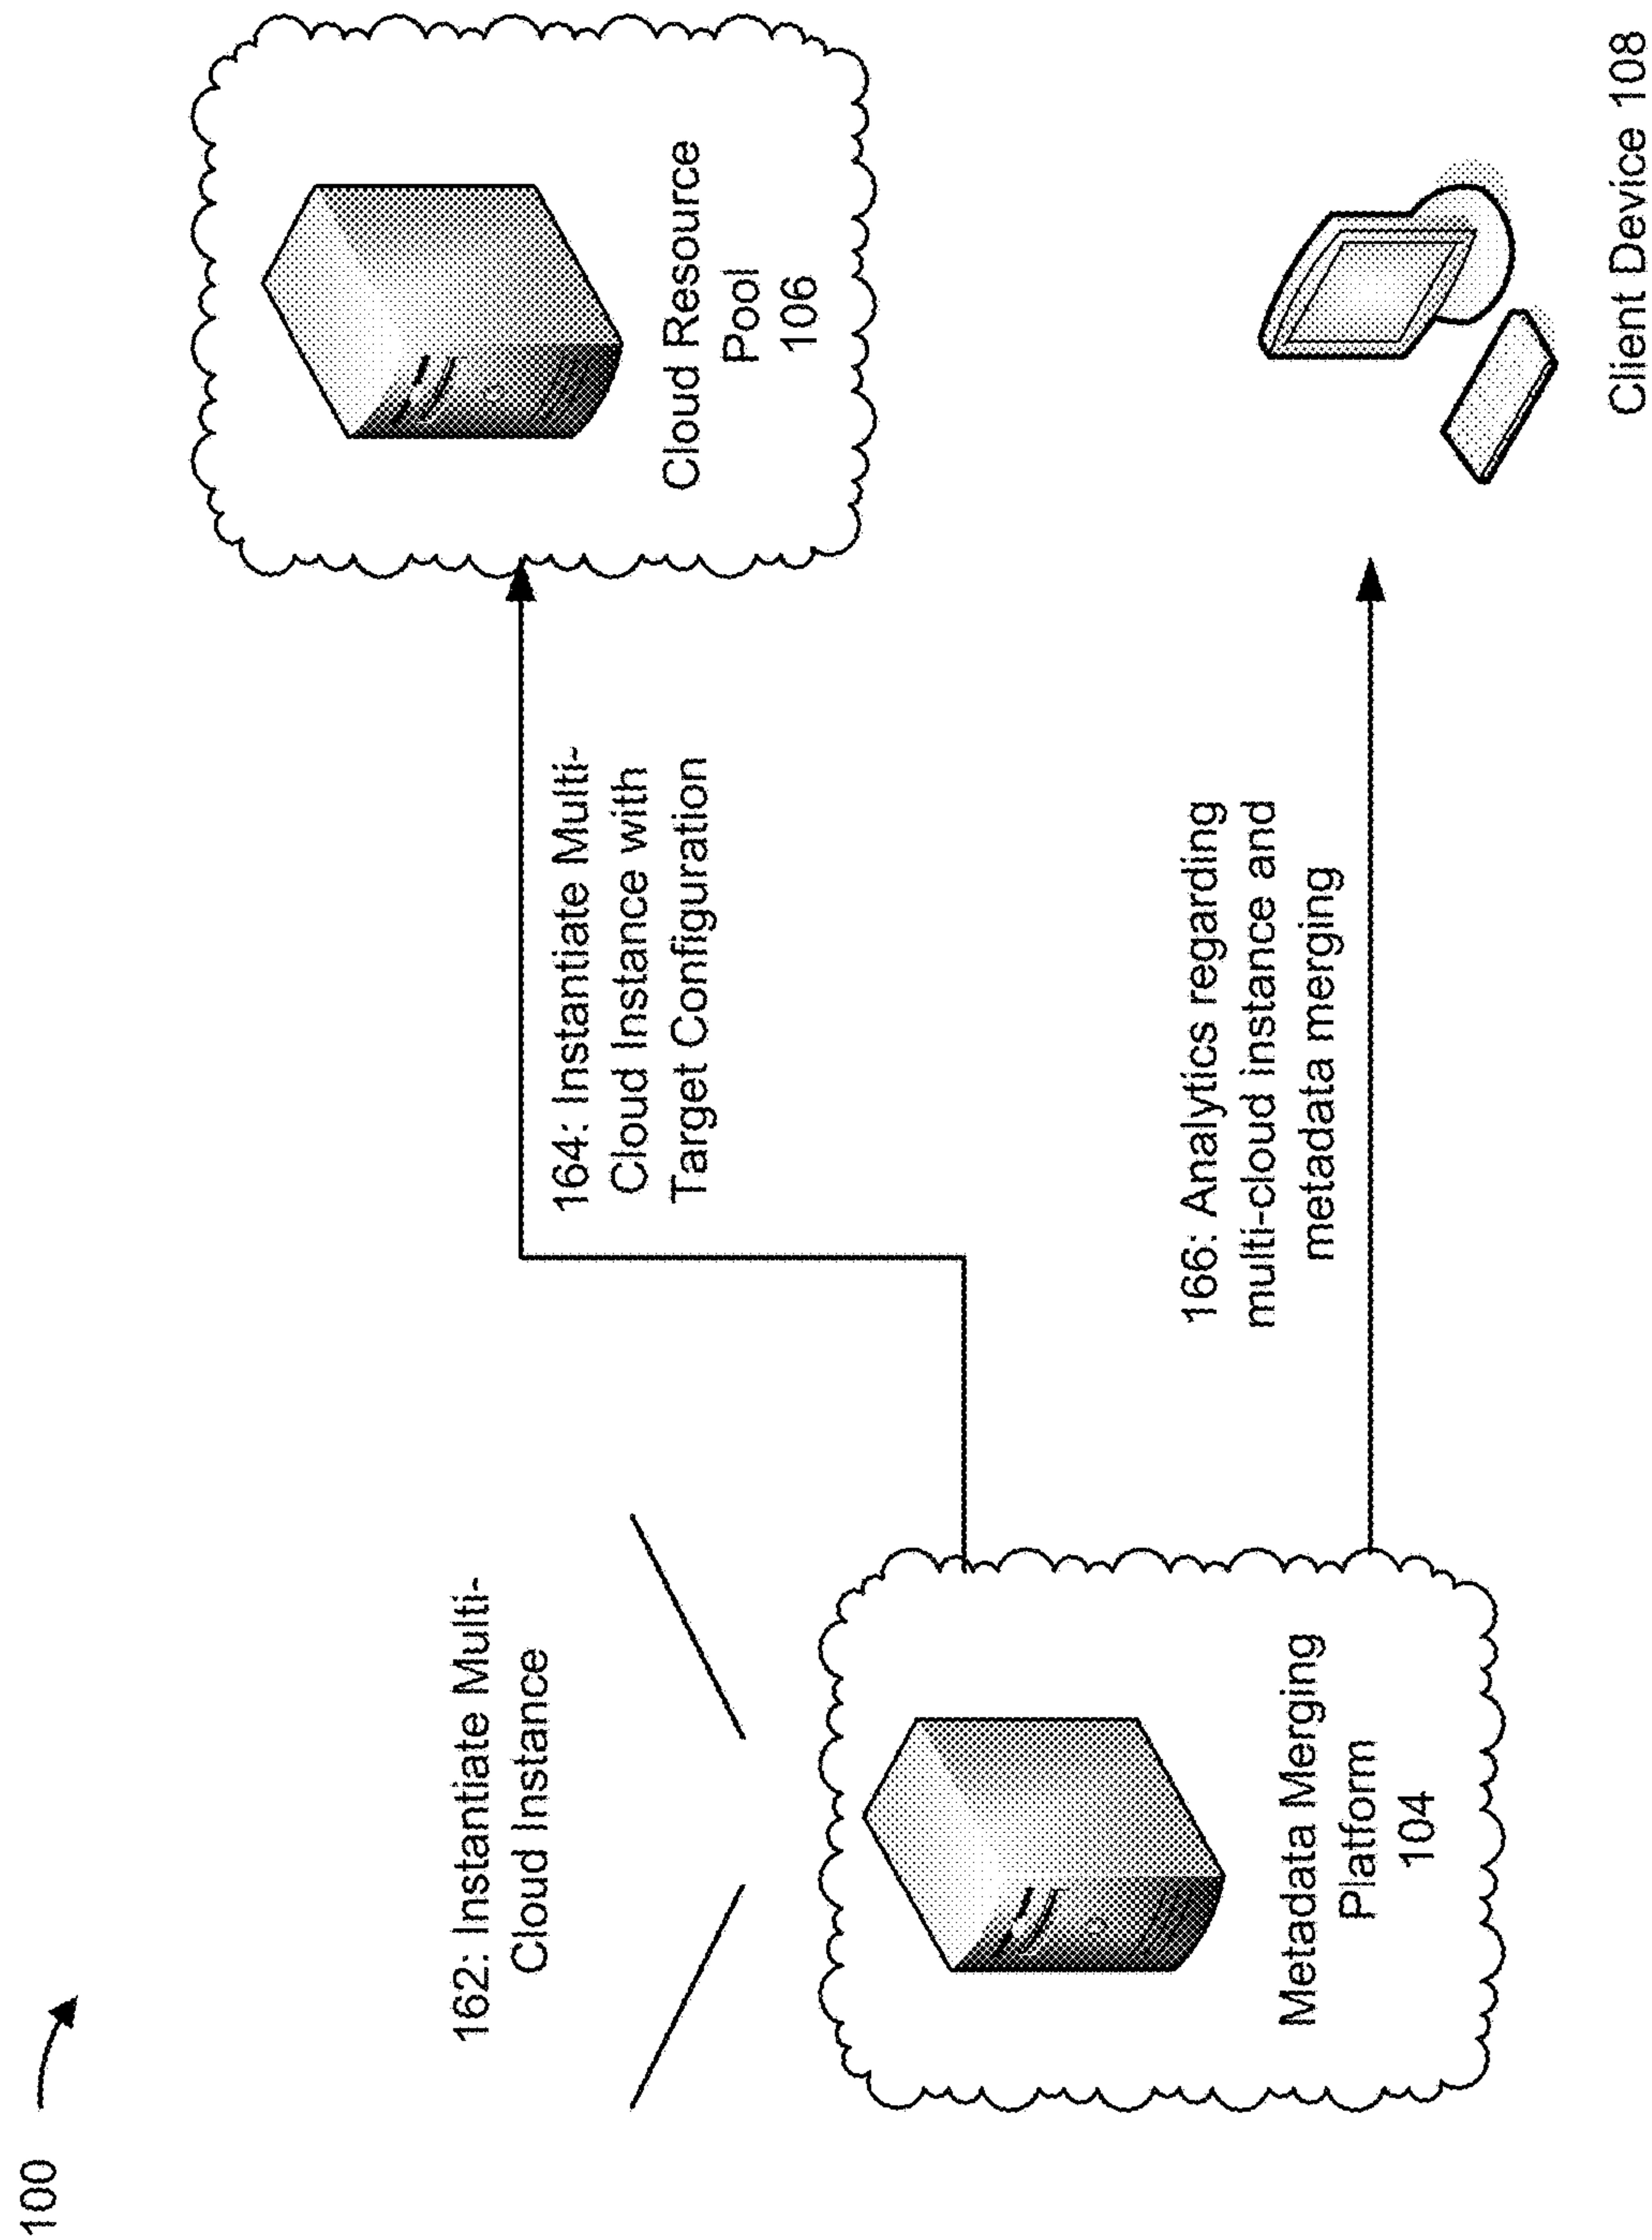 100
162: Instantiate Multi-
Cloud Instance
Metadata Merging
Platform
104
164: Instantiate Multi-
Cloud Instance with
Target Configuration
166: Analytics regarding
multi-cloud instance and
metadata merging
Cloud Resource
Pool
106
Client Device 108